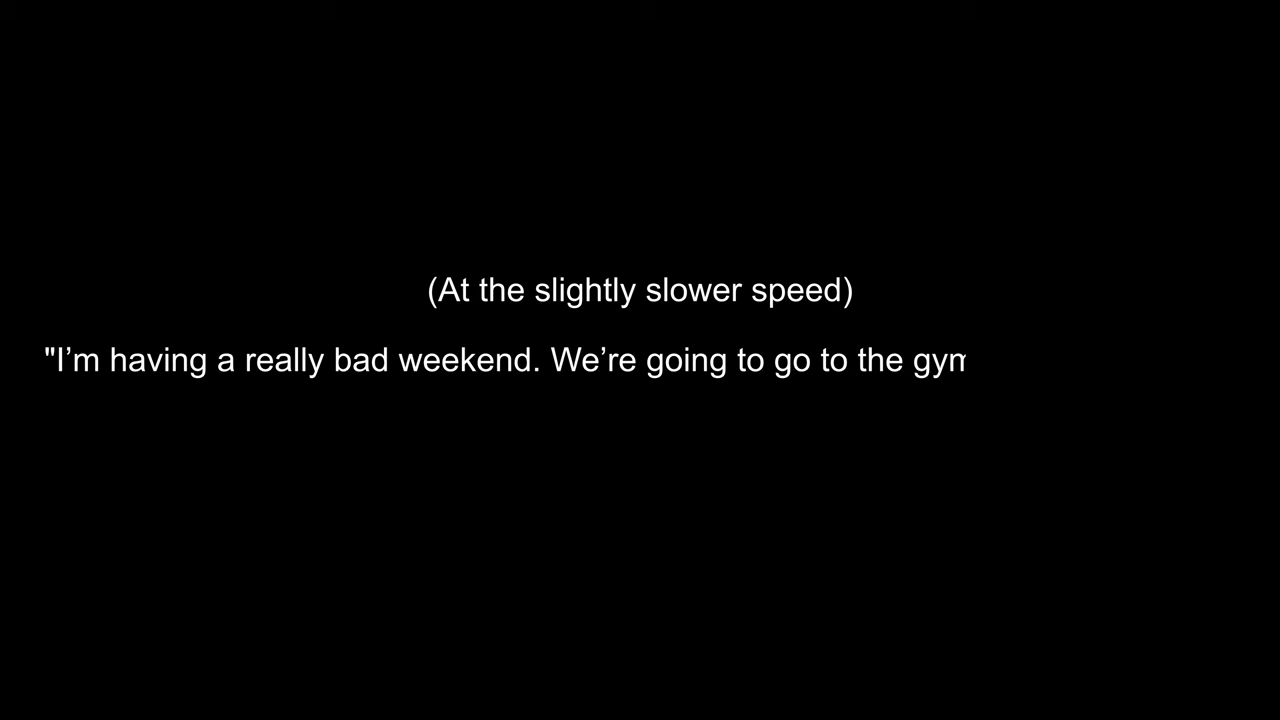 (At the slightly slower speed)
"I’m having a really bad weekend. We’re going to go to the gym